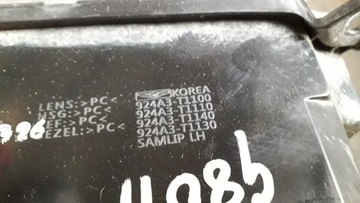 KOREA
LENS:>PC< 924A3-T1100
HSG:>PC< 924A3-T1110
REF:>PC< 924A3-T1140
BEZEL:>PC< 924A3-T1130
SAMLIP LH